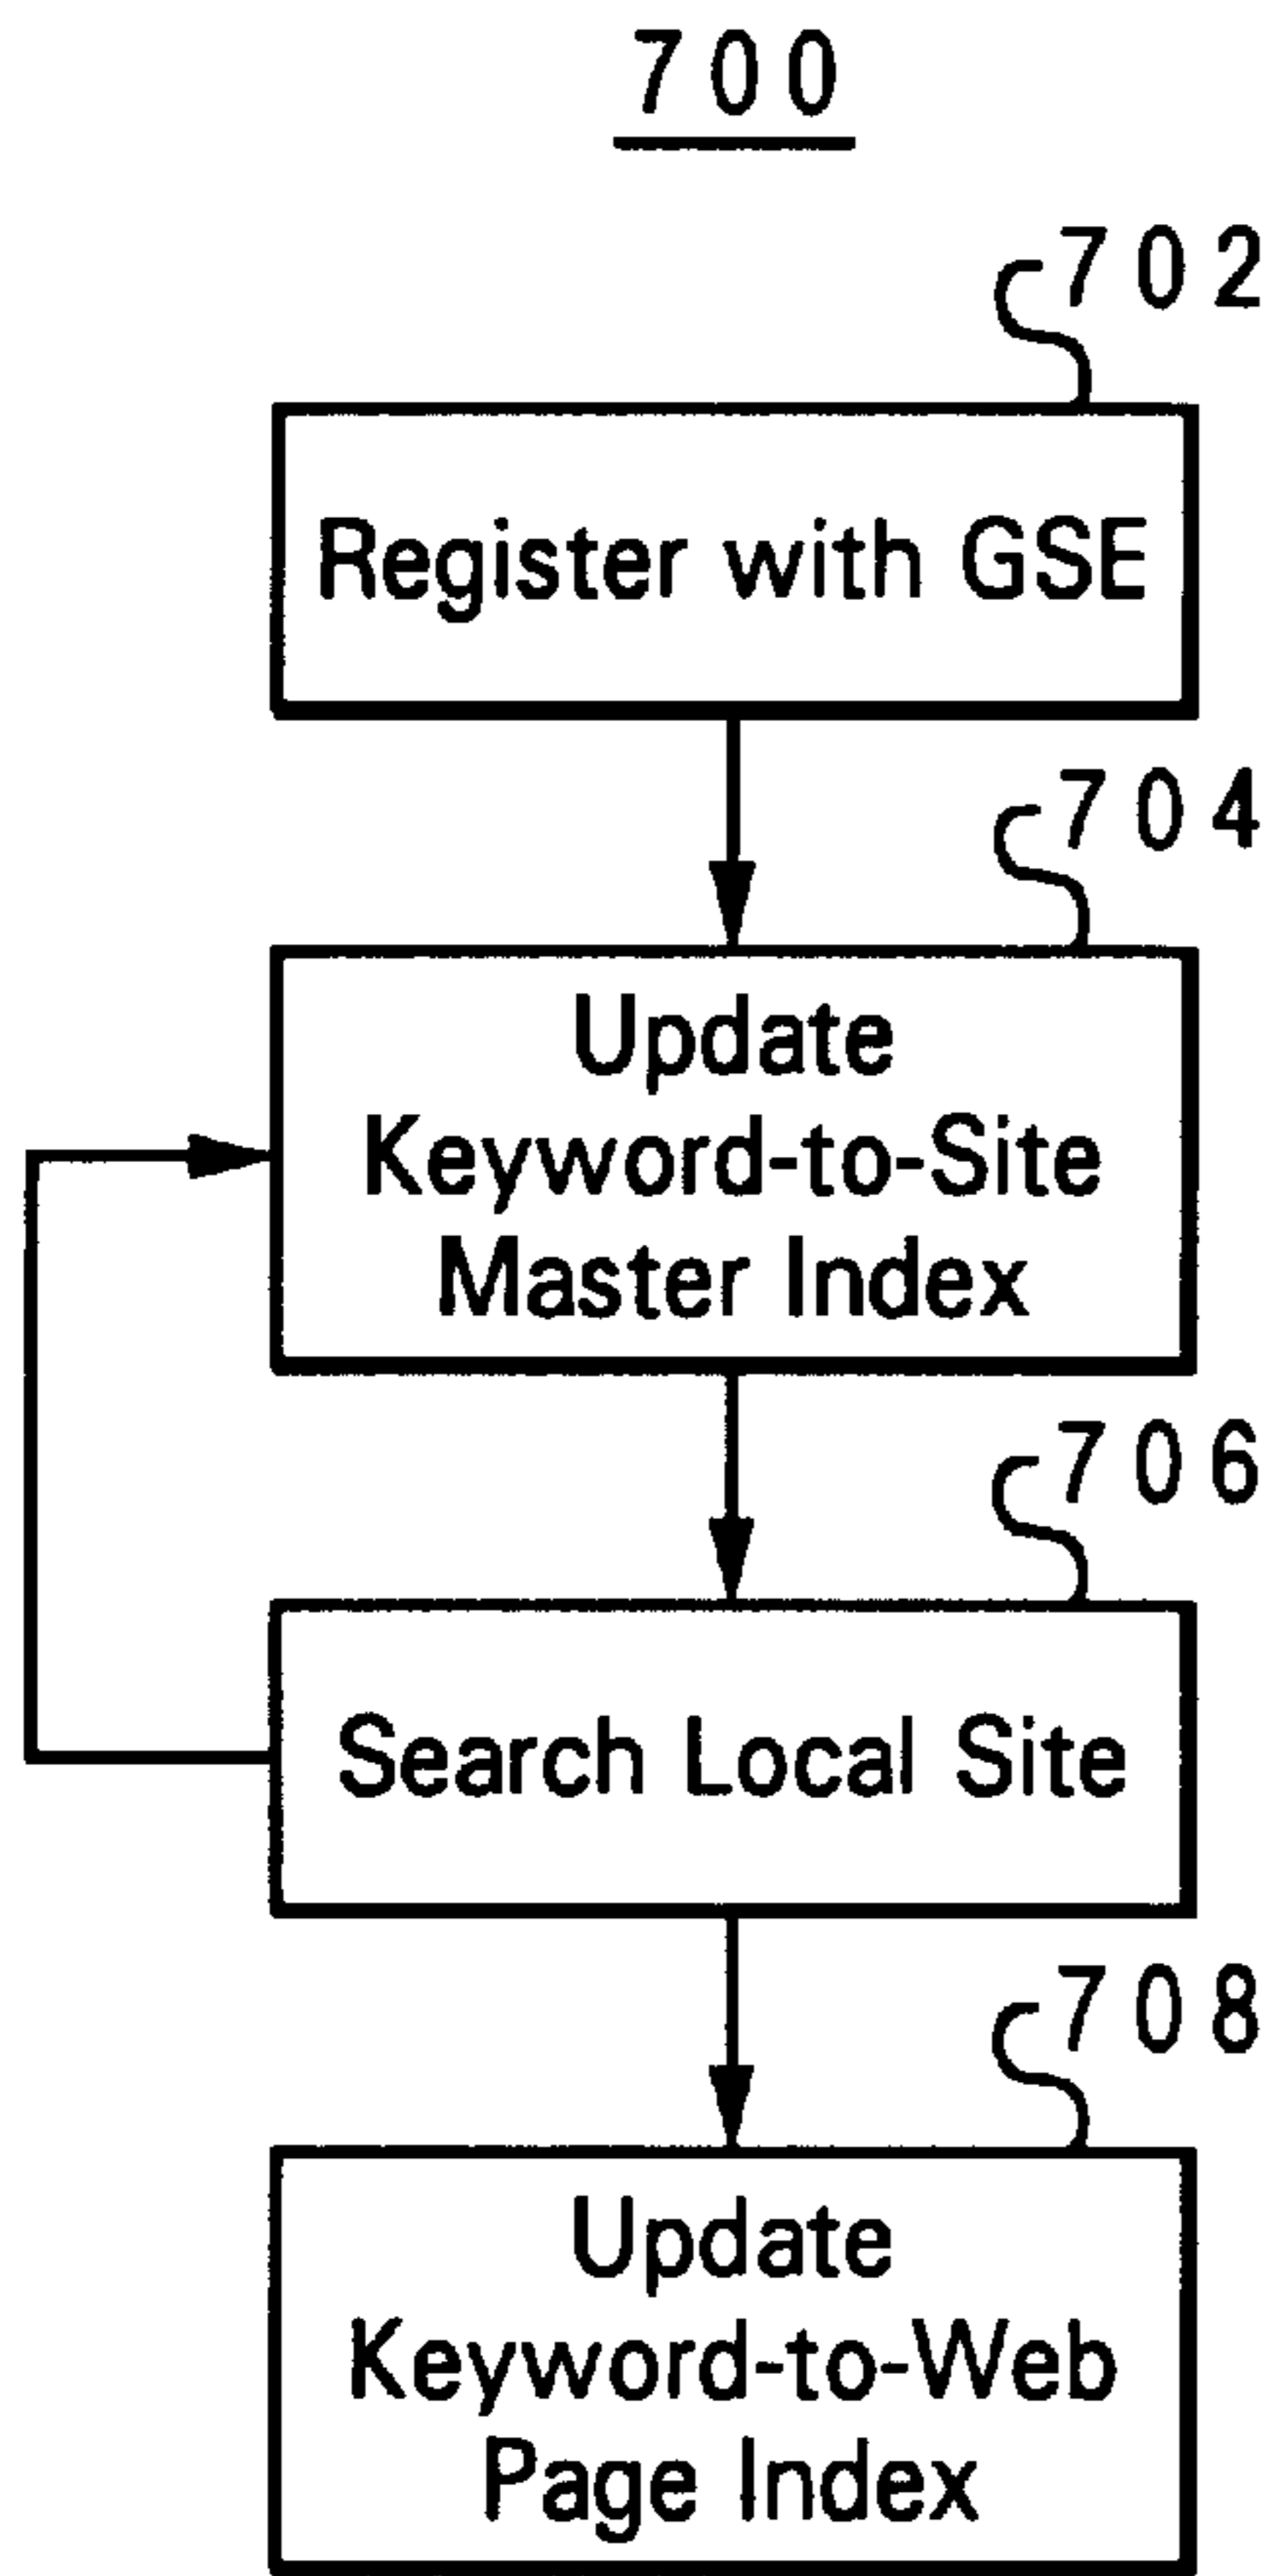 700
702
Register with GSE
704
Update
Keyword-to-Site
Master Index
706
Search Local Site
708
Update
Keyword-to-Web
Page Index